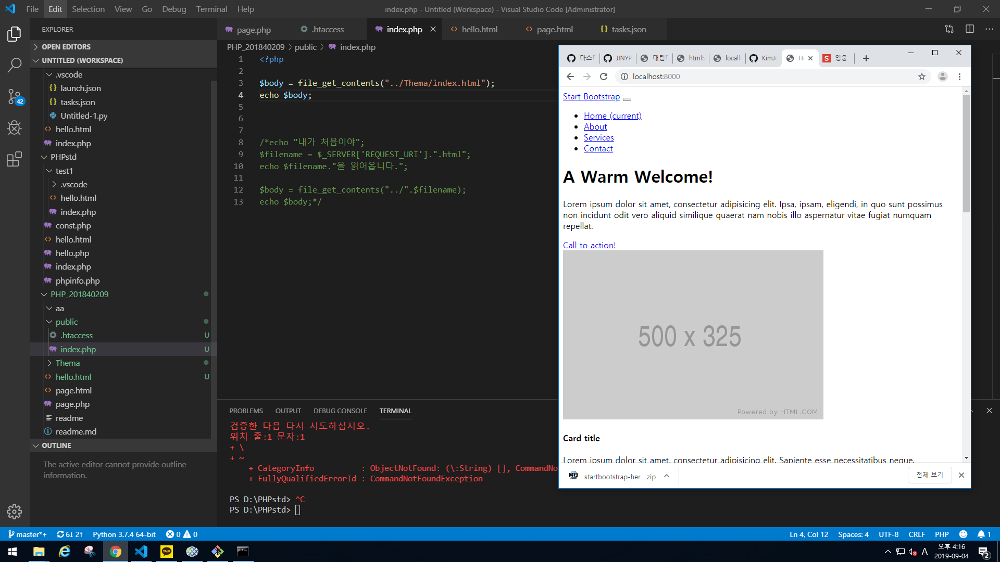 File Edit Selection View Go Debug Terminal Help
index.php - Untitled (Workspace) - Visual Studio Code [Administrator]
EXPLORER
OPEN EDITORS
UNTITLED (WORKSPACE)
.vscode
launch.json
tasks.json
Untitled-1.py
hello.html
index.php
PHPstd
test1
.vscode
hello.html
index.php
const.php
hello.html
hello.php
index.php
phpinfo.php
PHP_201840209
aa
public
.htaccess U
index.php U
Thema
hello.html U
page.html
page.php
readme
readme.md
OUTLINE
The active editor cannot provide outline
information.
42
page.php .htaccess index.php hello.html page.html tasks.json
PHP_201840209 > public > index.php
1 <?php
2
3 $body = file_get_contents("../Thema/index.html");
4 echo $body;
5
6
7
8 /*echo "내가 처음이야";
9 $filename = $_SERVER['REQUEST_URI'].".html";
10 echo $filename."을 읽어옵니다.";
11
12 $body = file_get_contents("../".$filename);
13 echo $body;*/
PROBLEMS OUTPUT DEBUG CONSOLE TERMINAL
검증한 다음 다시 시도하십시오.
위치 줄:1 문자:1
+ \
+ ~
+ CategoryInfo : ObjectNotFound: (\:String) [], CommandNo
+ FullyQualifiedErrorId : CommandNotFoundException
PS D:\PHPstd> ^C
PS D:\PHPstd>
JINYP html5 localh KimJo 영웅
localhost:8000
Start Bootstrap
Home (current)
About
Services
Contact
A Warm Welcome!
Lorem ipsum dolor sit amet, consectetur adipisicing elit. Ipsa, ipsam, eligendi, in quo sunt possimus
non incidunt odit vero aliquid similique quaerat nam nobis illo aspernatur vitae fugiat numquam
repellat.
Call to action!
500 x 325
Powered by HTML.COM
Card title
Lorem ipsum dolor sit amet, consectetur adipisicing elit. Sapiente esse necessitatibus neque.
ZIP startbootstrap-her....zip
전체 보기
master*+ 6↓ 2↑ Python 3.7.4 64-bit 0 0
Ln 4, Col 12 Spaces: 4 UTF-8 CRLF PHP 1
TALK
A 오후 4:16
2019-09-04
2